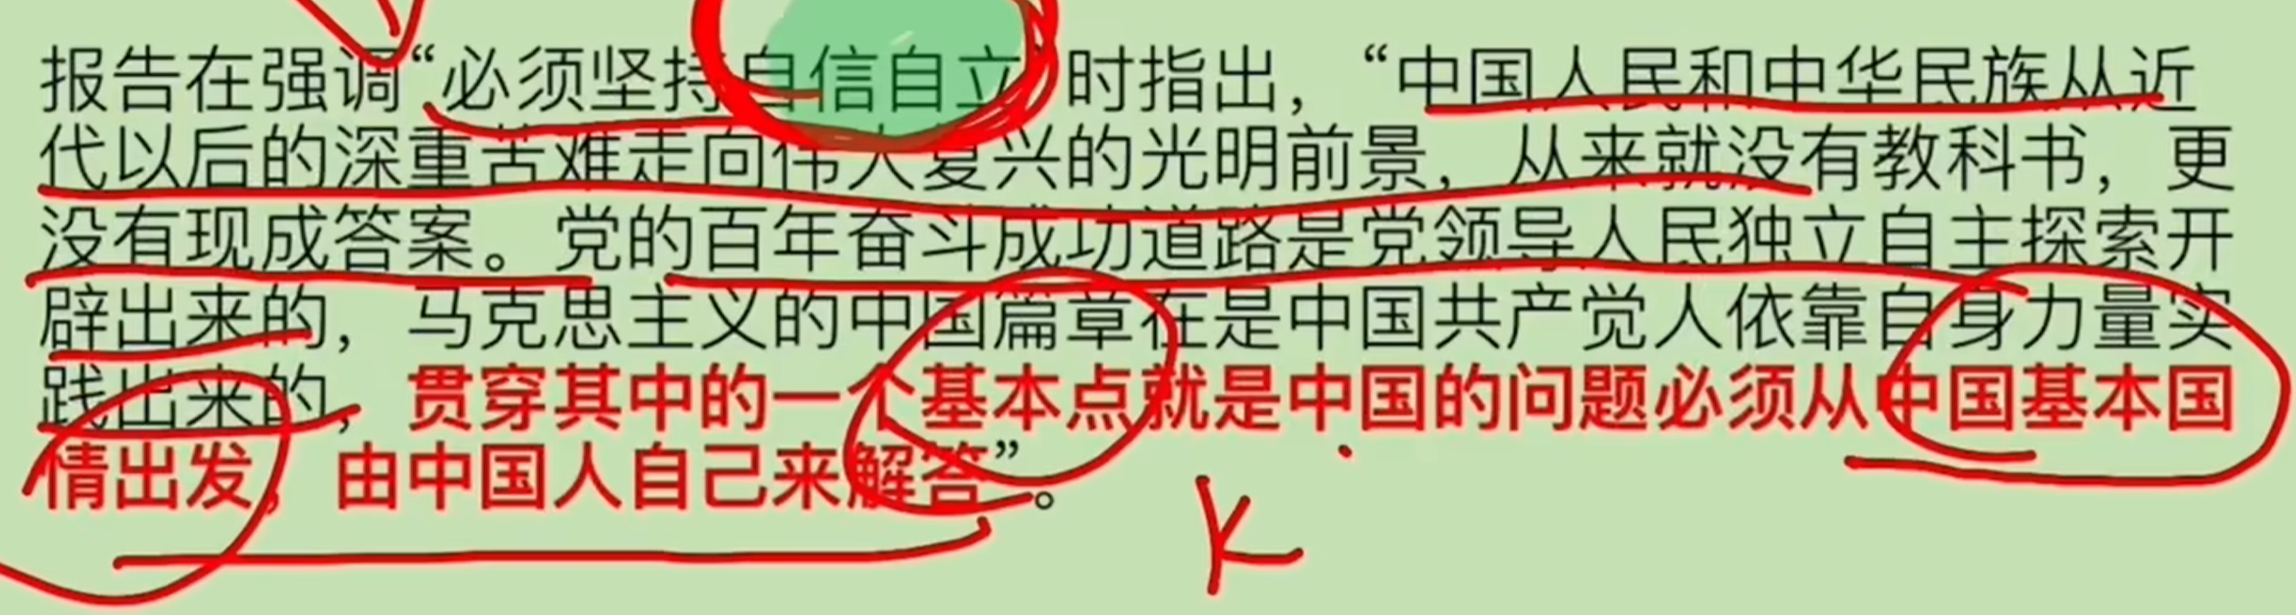 报告在强调“必须坚持自信自立”时指出，“中国人民和中华民族从近
代以后的深重苦难走向伟大复兴的光明前景，从来就没有教科书，更
没有现成答案。党的百年奋斗成功道路是党领导人民独立自主探索开
辟出来的，马克思主义的中国篇章在是中国共产觉人依靠自身力量实
践出来的，贯穿其中的一个基本点就是中国的问题必须从中国基本国
情出发，由中国人自己来解答”。
K